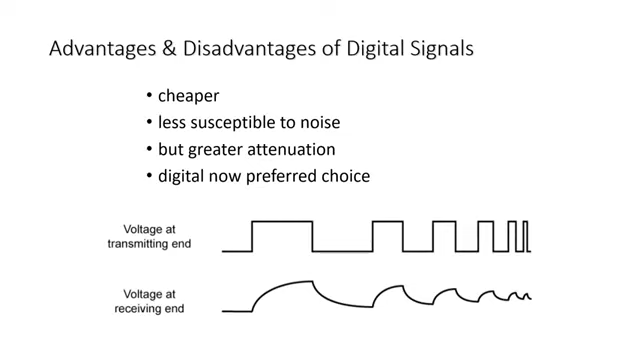 Advantages & Disadvantages of Digital Signals
• cheaper
• less susceptible to noise
• but greater attenuation
• digital now preferred choice
Voltage at
transmitting end
Voltage at
receiving end